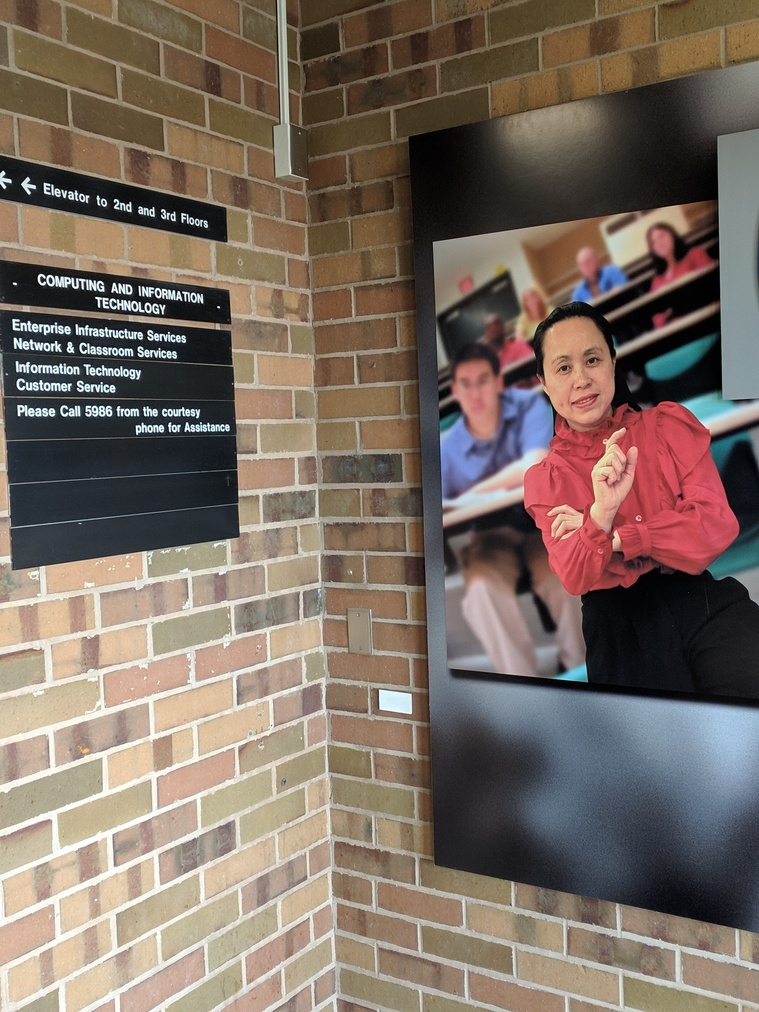 Elevator to 2nd and 3rd Floors
- COMPUTING AND INFORMATION -
TECHNOLOGY
Enterprise Infrastructure Services
Network & Classroom Services
Information Technology
Customer Service
Please Call 5986 from the courtesy
phone for Assistance